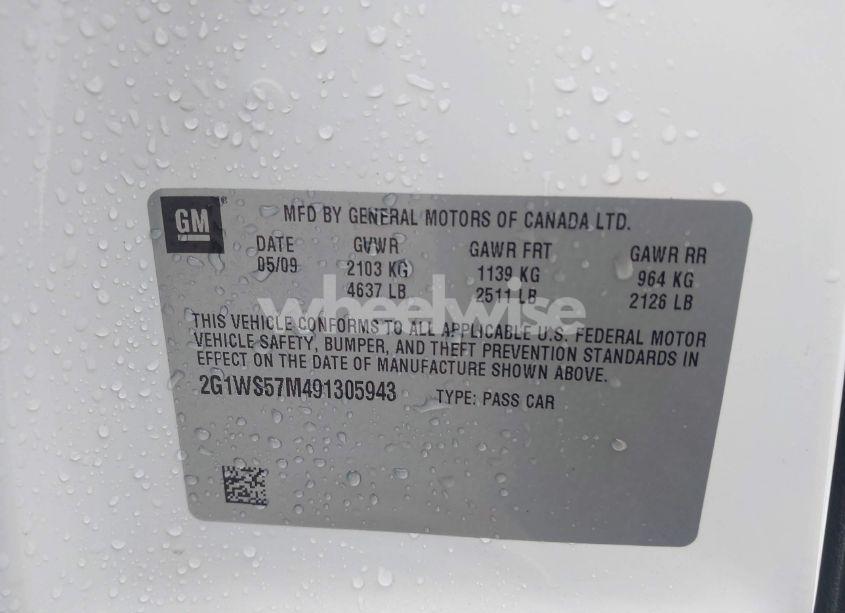 GM
MFD BY GENERAL MOTORS OF CANADA LTD.
DATE GVWR GAWR FRT GAWR RR
05/09 2103 KG 1139 KG 964 KG
4637 LB 2511 LB 2126 LB
wheelwise
THIS VEHICLE CONFORMS TO ALL APPLICABLE U.S. FEDERAL MOTOR
VEHICLE SAFETY, BUMPER, AND THEFT PREVENTION STANDARDS IN
EFFECT ON THE DATE OF MANUFACTURE SHOWN ABOVE.
2G1WS57M491305943 TYPE: PASS CAR